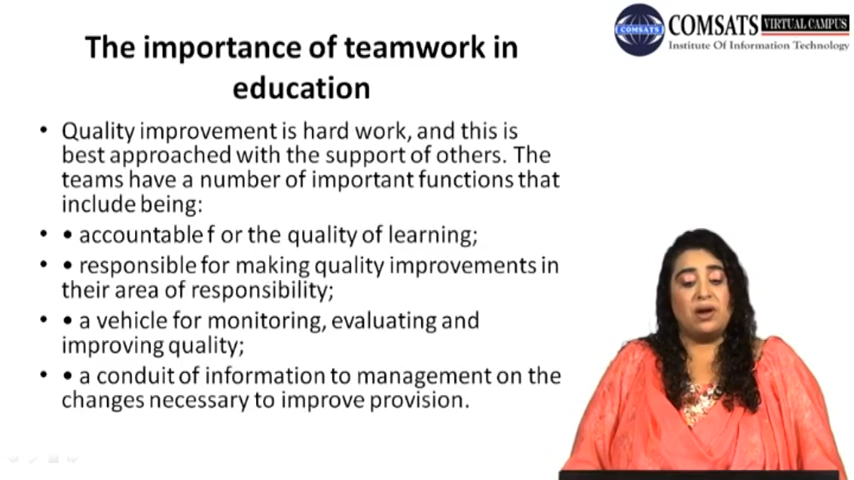 The importance of teamwork in
education
COMSATS VIRTUAL CAMPUS
Institute Of Information Technology
COMSATS
• Quality improvement is hard work, and this is
best approached with the support of others. The
teams have a number of important functions that
include being:
• • accountable f or the quality of learning;
• • responsible for making quality improvements in
their area of responsibility;
• • a vehicle for monitoring, evaluating and
improving quality;
• • a conduit of information to management on the
changes necessary to improve provision.